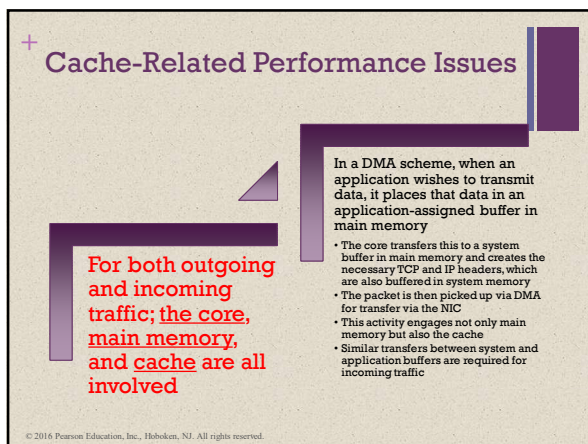 +
Cache-Related Performance Issues
For both outgoing
and incoming
traffic; the core,
main memory,
and cache are all
involved
In a DMA scheme, when an
application wishes to transmit
data, it places that data in an
application-assigned buffer in
main memory
• The core transfers this to a system
buffer in main memory and creates the
necessary TCP and IP headers, which
are also buffered in system memory
• The packet is then picked up via DMA
for transfer via the NIC
• This activity engages not only main
memory but also the cache
• Similar transfers between system and
application buffers are required for
incoming traffic
© 2016 Pearson Education, Inc., Hoboken, NJ. All rights reserved.